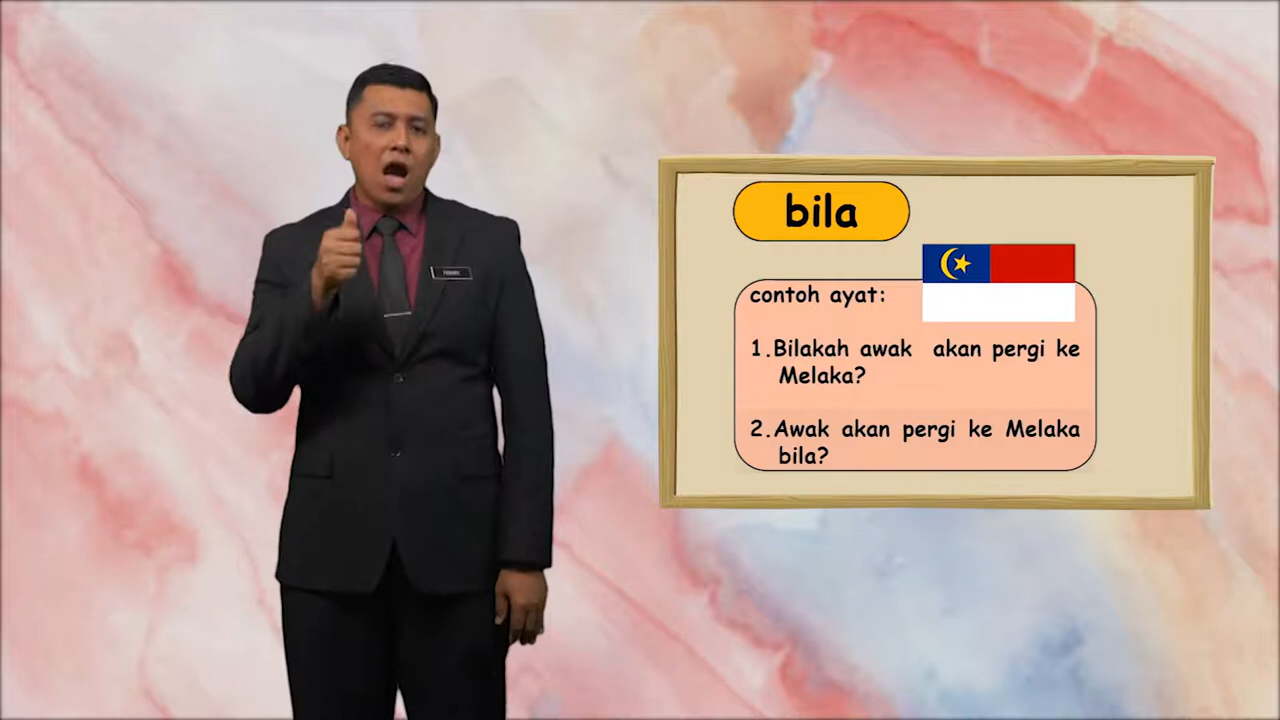 bila
contoh ayat:
1.Bilakah awak akan pergi ke
Melaka?
2.Awak akan pergi ke Melaka
bila?